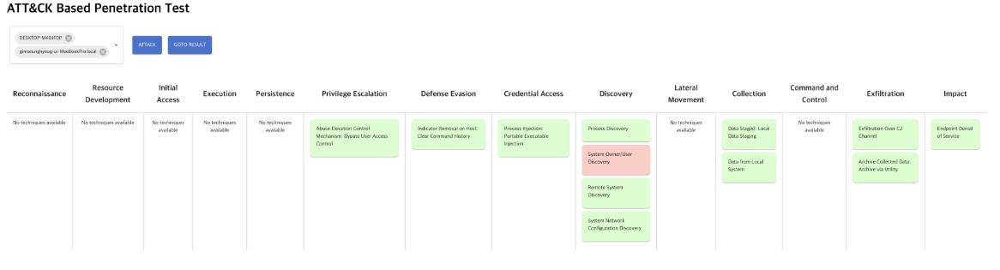 ATT&CK Based Penetration Test
DESKTOP-M40JFDP
gimseunghyeog-ui-MacBookPro.local
ATTACK
GOTO RESULT
Reconnaissance
Resource
Development
Initial
Access
Execution
Persistence
Privilege Escalation
Defense Evasion
Credential Access
Discovery
Lateral
Movement
Collection
Command and
Control
Exfiltration
Impact
No techniques available
No techniques available
No techniques
available
No techniques
available
No techniques
available
Abuse Elevation Control
Mechanism: Bypass User Access
Control
Indicator Removal on Host:
Clear Command History
Process Injection:
Portable Executable
Injection
Process Discovery
System Owner/User
Discovery
Remote System
Discovery
System Network
Configuration Discovery
No techniques
available
Data Staged: Local
Data Staging
Data from Local
System
No techniques
available
Exfiltration Over C2
Channel
Archive Collected Data:
Archive via Utility
Endpoint Denial
of Service